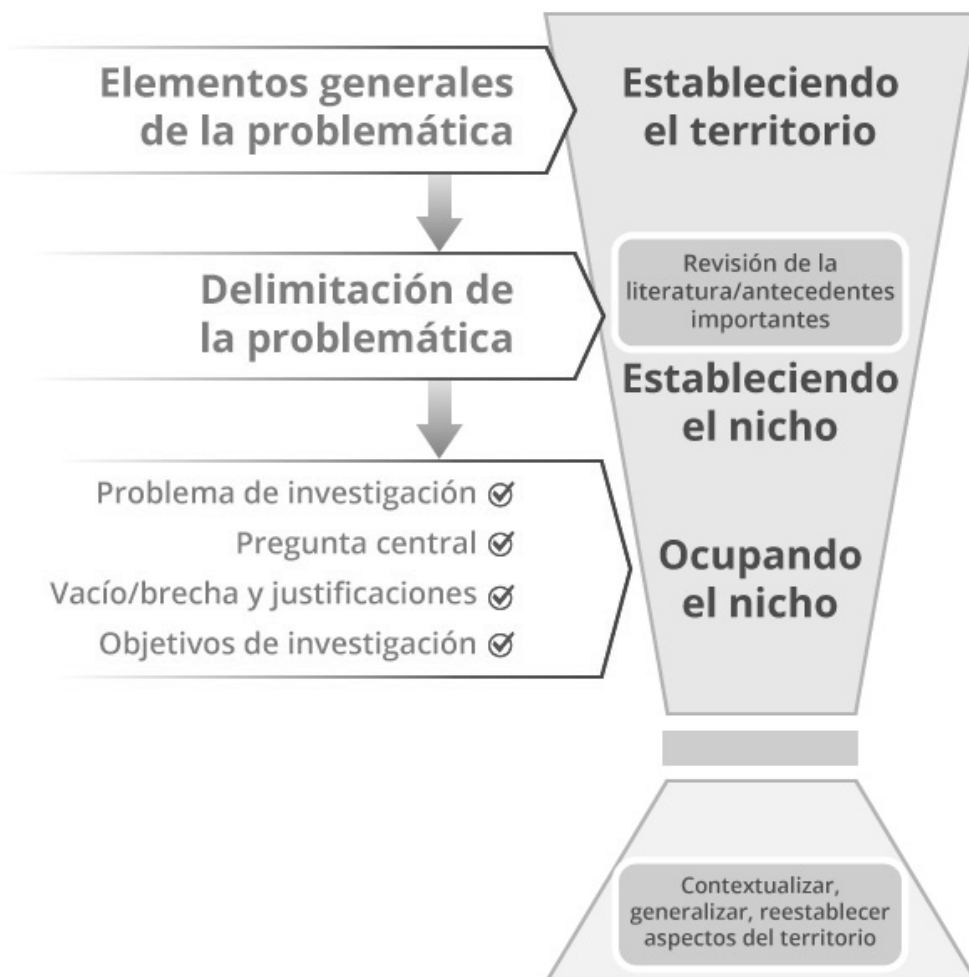 Elementos generales
de la problemática
Estableciendo
el territorio
Delimitación de
la problemática
Revisión de la
literatura/antecedentes
importantes
Estableciendo
el nicho
Problema de investigación
Pregunta central
Vacío/brecha y justificaciones
Objetivos de investigación
Ocupando
el nicho
Contextualizar,
generalizar, reestablecer
aspectos del territorio